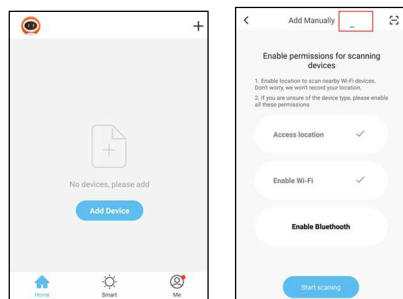 No devices, please add
Add Device
Home
Smart
Me
Add Manually
Enable permissions for scanning
devices
1. Enable location to scan nearby Wi-Fi devices.
Don't worry, we won't record your location.
2. If you are unsure of the device type, please enable
all these permissions
Access location
Enable Wi-Fi
Enable Bluethooth
Start scaning